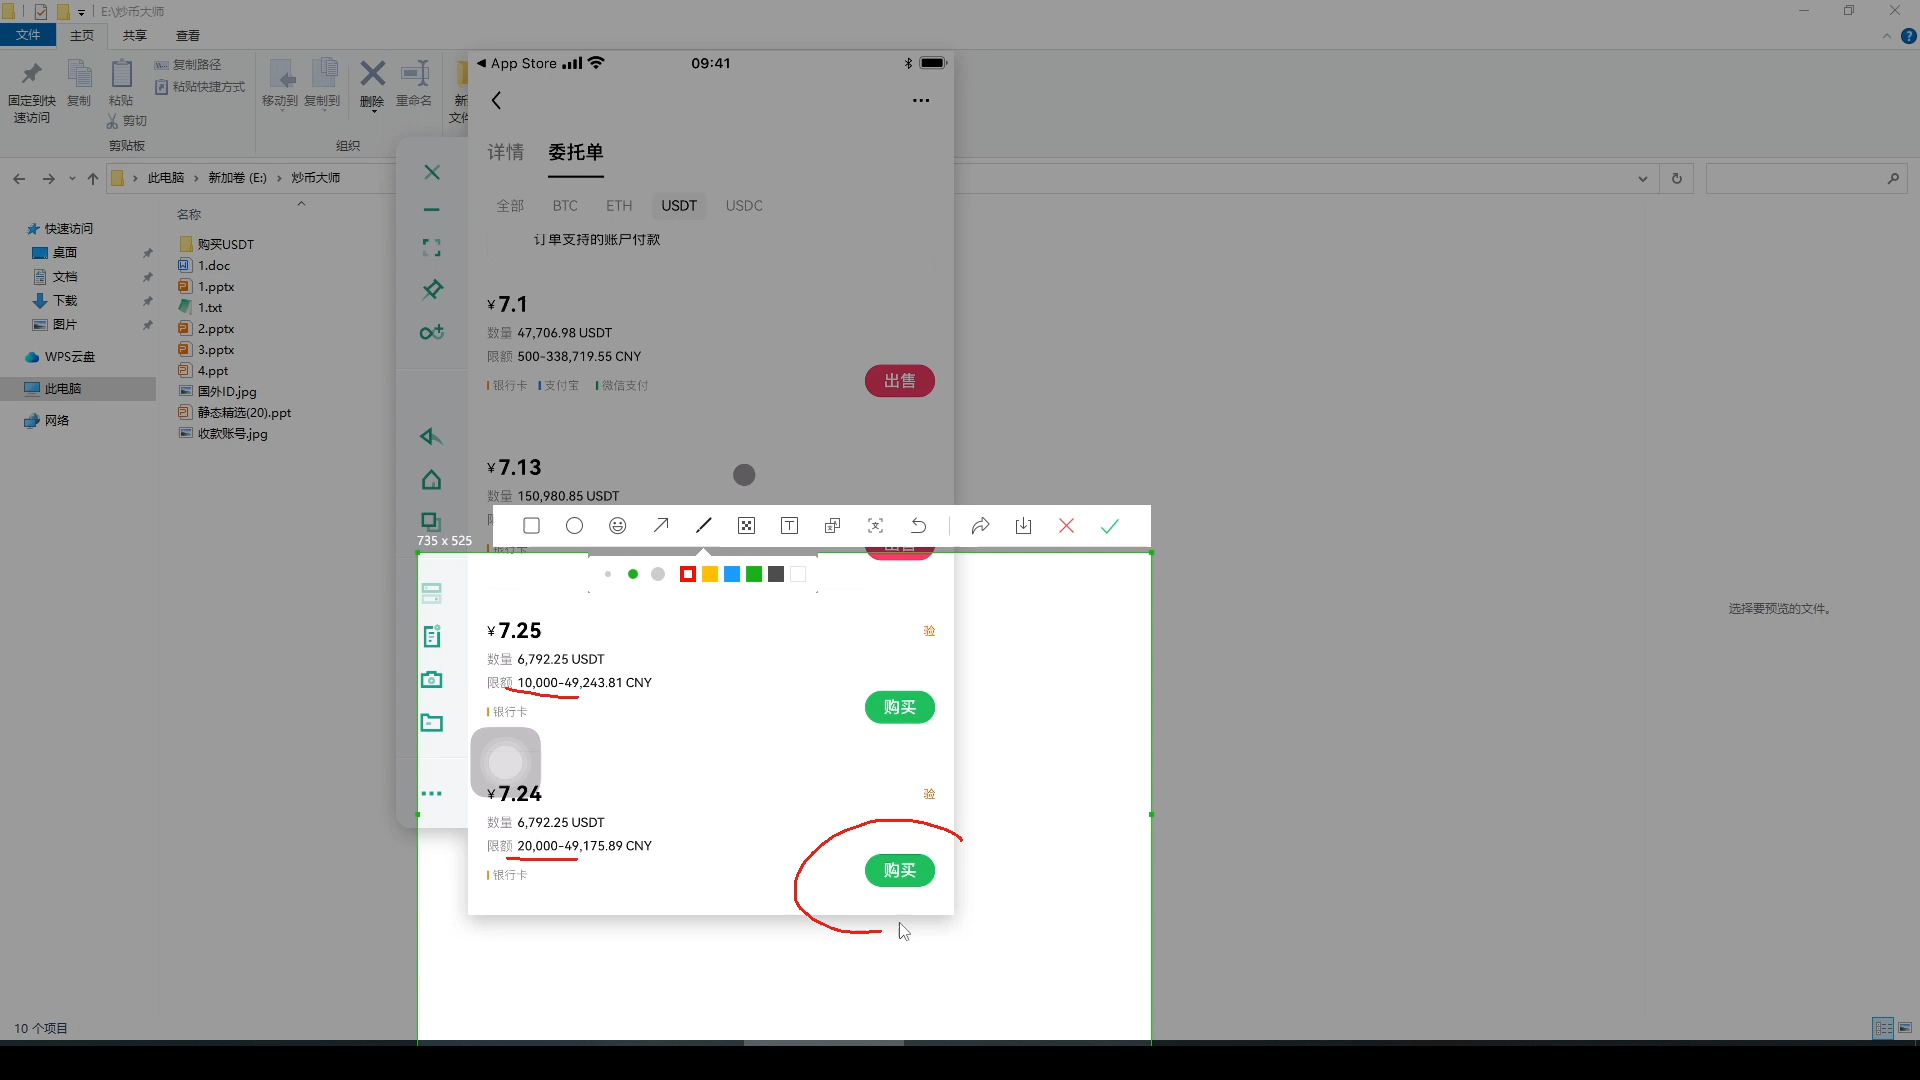 E:\炒币大师
文件 主页 共享 查看
固定到快速访问
复制
粘贴
复制路径
粘贴快捷方式
剪切
剪贴板
移动到
复制到
删除
重命名
组织
此电脑 › 新加卷 (E:) › 炒币大师
快速访问
桌面
文档
下载
图片
WPS云盘
此电脑
网络
名称
购买USDT
1.doc
1.pptx
1.txt
2.pptx
3.pptx
4.ppt
国外ID.jpg
静态精选(20).ppt
收款账号.jpg
App Store 09:41
详情 委托单
全部 BTC ETH USDT USDC
订单支持的账户付款
¥ 7.1
数量 47,706.98 USDT
限额 500-338,719.55 CNY
银行卡 支付宝 微信支付
出售
¥ 7.13
数量 150,980.85 USDT
735 x 525
¥ 7.25 验
数量 6,792.25 USDT
限额 10,000-49,243.81 CNY
银行卡
购买
¥ 7.24 验
数量 6,792.25 USDT
限额 20,000-49,175.89 CNY
银行卡
购买
选择要预览的文件。
10 个项目